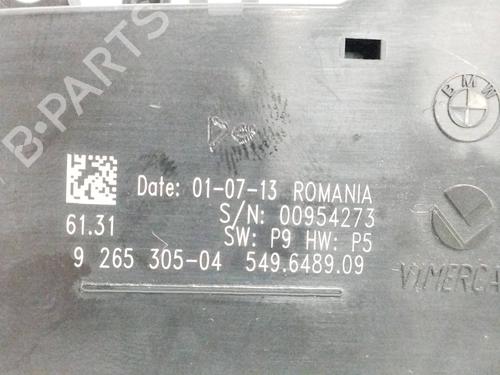 B-PARTS
BMW
Date: 01-07-13 ROMANIA
S/N: 00954273
61.31
SW: P9 HW: P5
9 265 305-04 549.6489.09